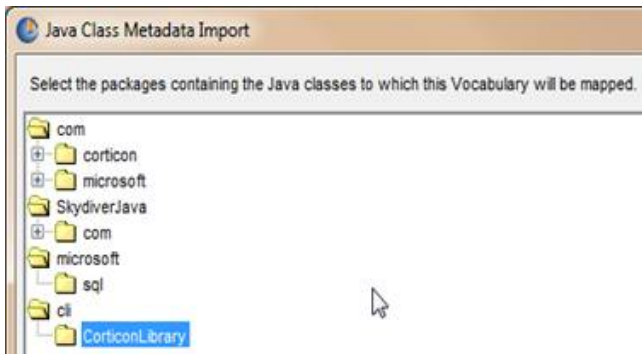 Java Class Metadata Import
Select the packages containing the Java classes to which this Vocabulary will be mapped.
com
corticon
microsoft
SkydiverJava
com
microsoft
sql
cli
CorticonLibrary